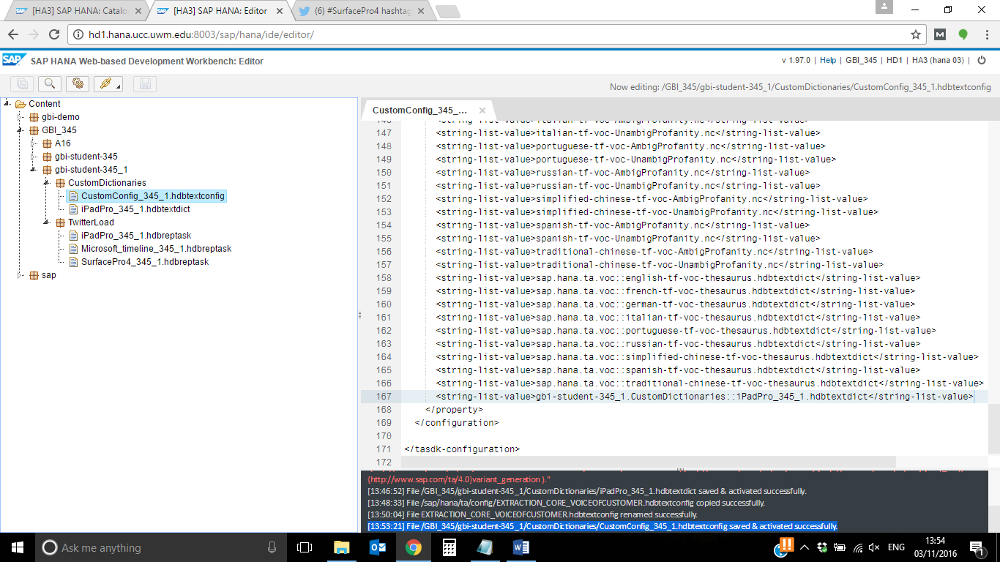 [HA3] SAP HANA: Catalo
[HA3] SAP HANA: Editor
(6) #SurfacePro4 hashtag
hd1.hana.ucc.uwm.edu:8003/sap/hana/ide/editor/
M
SAP SAP HANA Web-based Development Workbench: Editor
v 1.97.0 | Help | GBI_345 | HD1 | HA3 (hana 03) |
Now editing: /GBI_345/gbi-student-345_1/CustomDictionaries/CustomConfig_345_1.hdbtextconfig
Content
gbi-demo
GBI_345
A16
gbi-student-345
gbi-student-345_1
CustomDictionaries
CustomConfig_345_1.hdbtextconfig
iPadPro_345_1.hdbtextdict
TwitterLoad
iPadPro_345_1.hdbreptask
Microsoft_timeline_345_1.hdbreptask
SurfacePro4_345_1.hdbreptask
sap
CustomConfig_345_...
146 <string-list-value>italian-tf-voc-AmbigProfanity.nc</string-list-value>
147 <string-list-value>italian-tf-voc-UnambigProfanity.nc</string-list-value>
148 <string-list-value>portuguese-tf-voc-AmbigProfanity.nc</string-list-value>
149 <string-list-value>portuguese-tf-voc-UnambigProfanity.nc</string-list-value>
150 <string-list-value>russian-tf-voc-AmbigProfanity.nc</string-list-value>
151 <string-list-value>russian-tf-voc-UnambigProfanity.nc</string-list-value>
152 <string-list-value>simplified-chinese-tf-voc-AmbigProfanity.nc</string-list-value>
153 <string-list-value>simplified-chinese-tf-voc-UnambigProfanity.nc</string-list-value>
154 <string-list-value>spanish-tf-voc-AmbigProfanity.nc</string-list-value>
155 <string-list-value>spanish-tf-voc-UnambigProfanity.nc</string-list-value>
156 <string-list-value>traditional-chinese-tf-voc-AmbigProfanity.nc</string-list-value>
157 <string-list-value>traditional-chinese-tf-voc-UnambigProfanity.nc</string-list-value>
158 <string-list-value>sap.hana.ta.voc::english-tf-voc-thesaurus.hdbtextdict</string-list-value>
159 <string-list-value>sap.hana.ta.voc::french-tf-voc-thesaurus.hdbtextdict</string-list-value>
160 <string-list-value>sap.hana.ta.voc::german-tf-voc-thesaurus.hdbtextdict</string-list-value>
161 <string-list-value>sap.hana.ta.voc::italian-tf-voc-thesaurus.hdbtextdict</string-list-value>
162 <string-list-value>sap.hana.ta.voc::portuguese-tf-voc-thesaurus.hdbtextdict</string-list-value>
163 <string-list-value>sap.hana.ta.voc::russian-tf-voc-thesaurus.hdbtextdict</string-list-value>
164 <string-list-value>sap.hana.ta.voc::simplified-chinese-tf-voc-thesaurus.hdbtextdict</string-list-value>
165 <string-list-value>sap.hana.ta.voc::spanish-tf-voc-thesaurus.hdbtextdict</string-list-value>
166 <string-list-value>sap.hana.ta.voc::traditional-chinese-tf-voc-thesaurus.hdbtextdict</string-list-value>
167 <string-list-value>gbi-student-345_1.CustomDictionaries::iPadPro_345_1.hdbtextdict</string-list-value>
168 </property>
169 </configuration>
170
171 </tasdk-configuration>
172
{http://www.sap.com/ta/4.0}variant_generation )."
[13:46:52] File /GBI_345/gbi-student-345_1/CustomDictionaries/iPadPro_345_1.hdbtextdict saved & activated successfully.
[13:48:33] File /sap/hana/ta/config/EXTRACTION_CORE_VOICEOFCUSTOMER.hdbtextconfig copied successfully.
[13:50:04] File EXTRACTION_CORE_VOICEOFCUSTOMER.hdbtextconfig renamed successfully.
[13:53:21] File /GBI_345/gbi-student-345_1/CustomDictionaries/CustomConfig_345_1.hdbtextconfig saved & activated successfully.
Ask me anything
ENG
13:54
03/11/2016
1